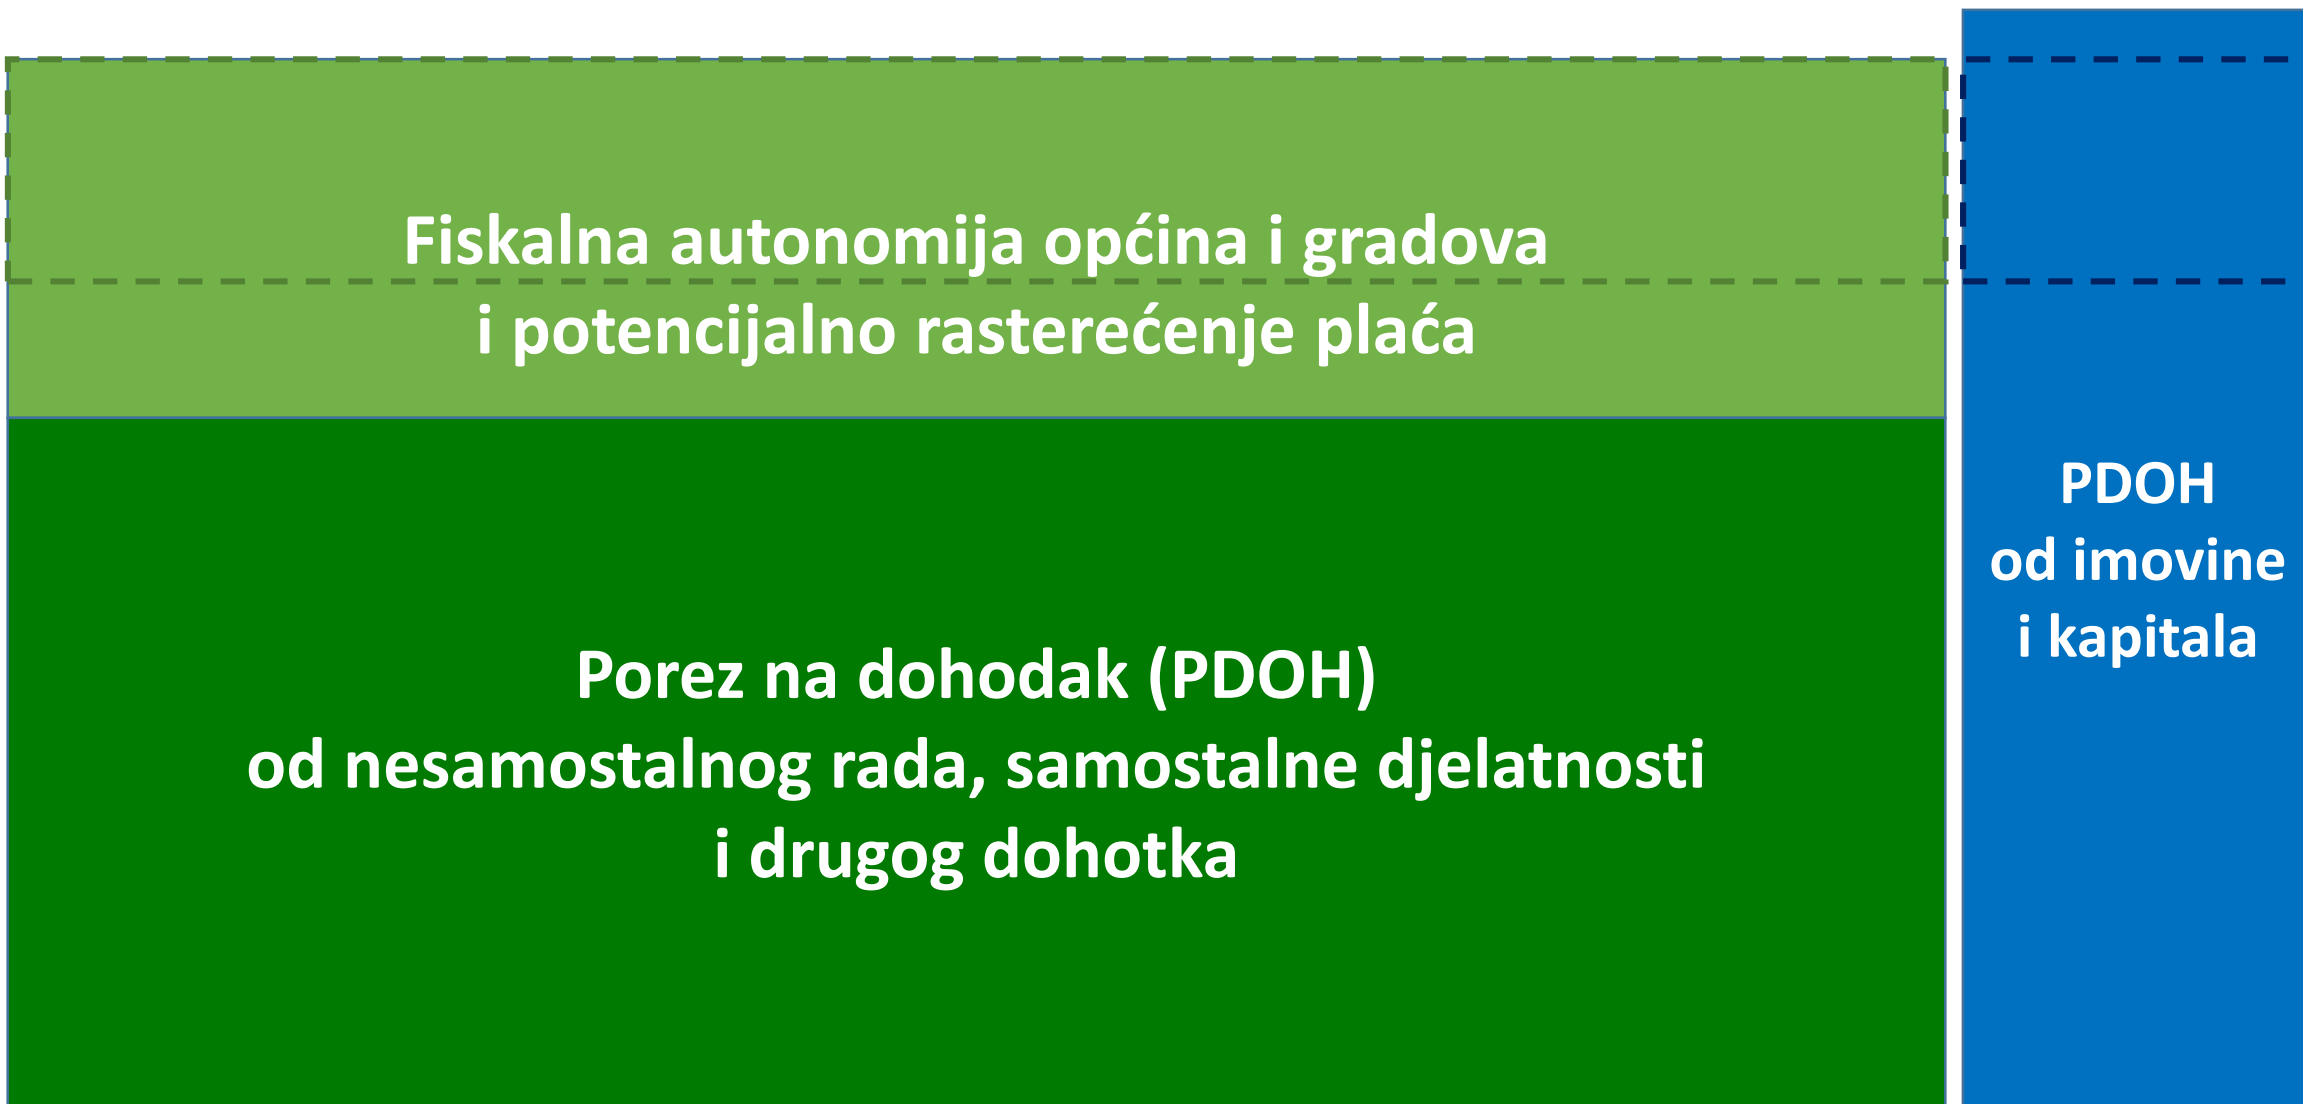 Fiskalna autonomija općina i gradova
i potencijalno rasterećenje plaća
Porez na dohodak (PDOH)
od nesamostalnog rada, samostalne djelatnosti
i drugog dohotka
PDOH
od imovine
i kapitala